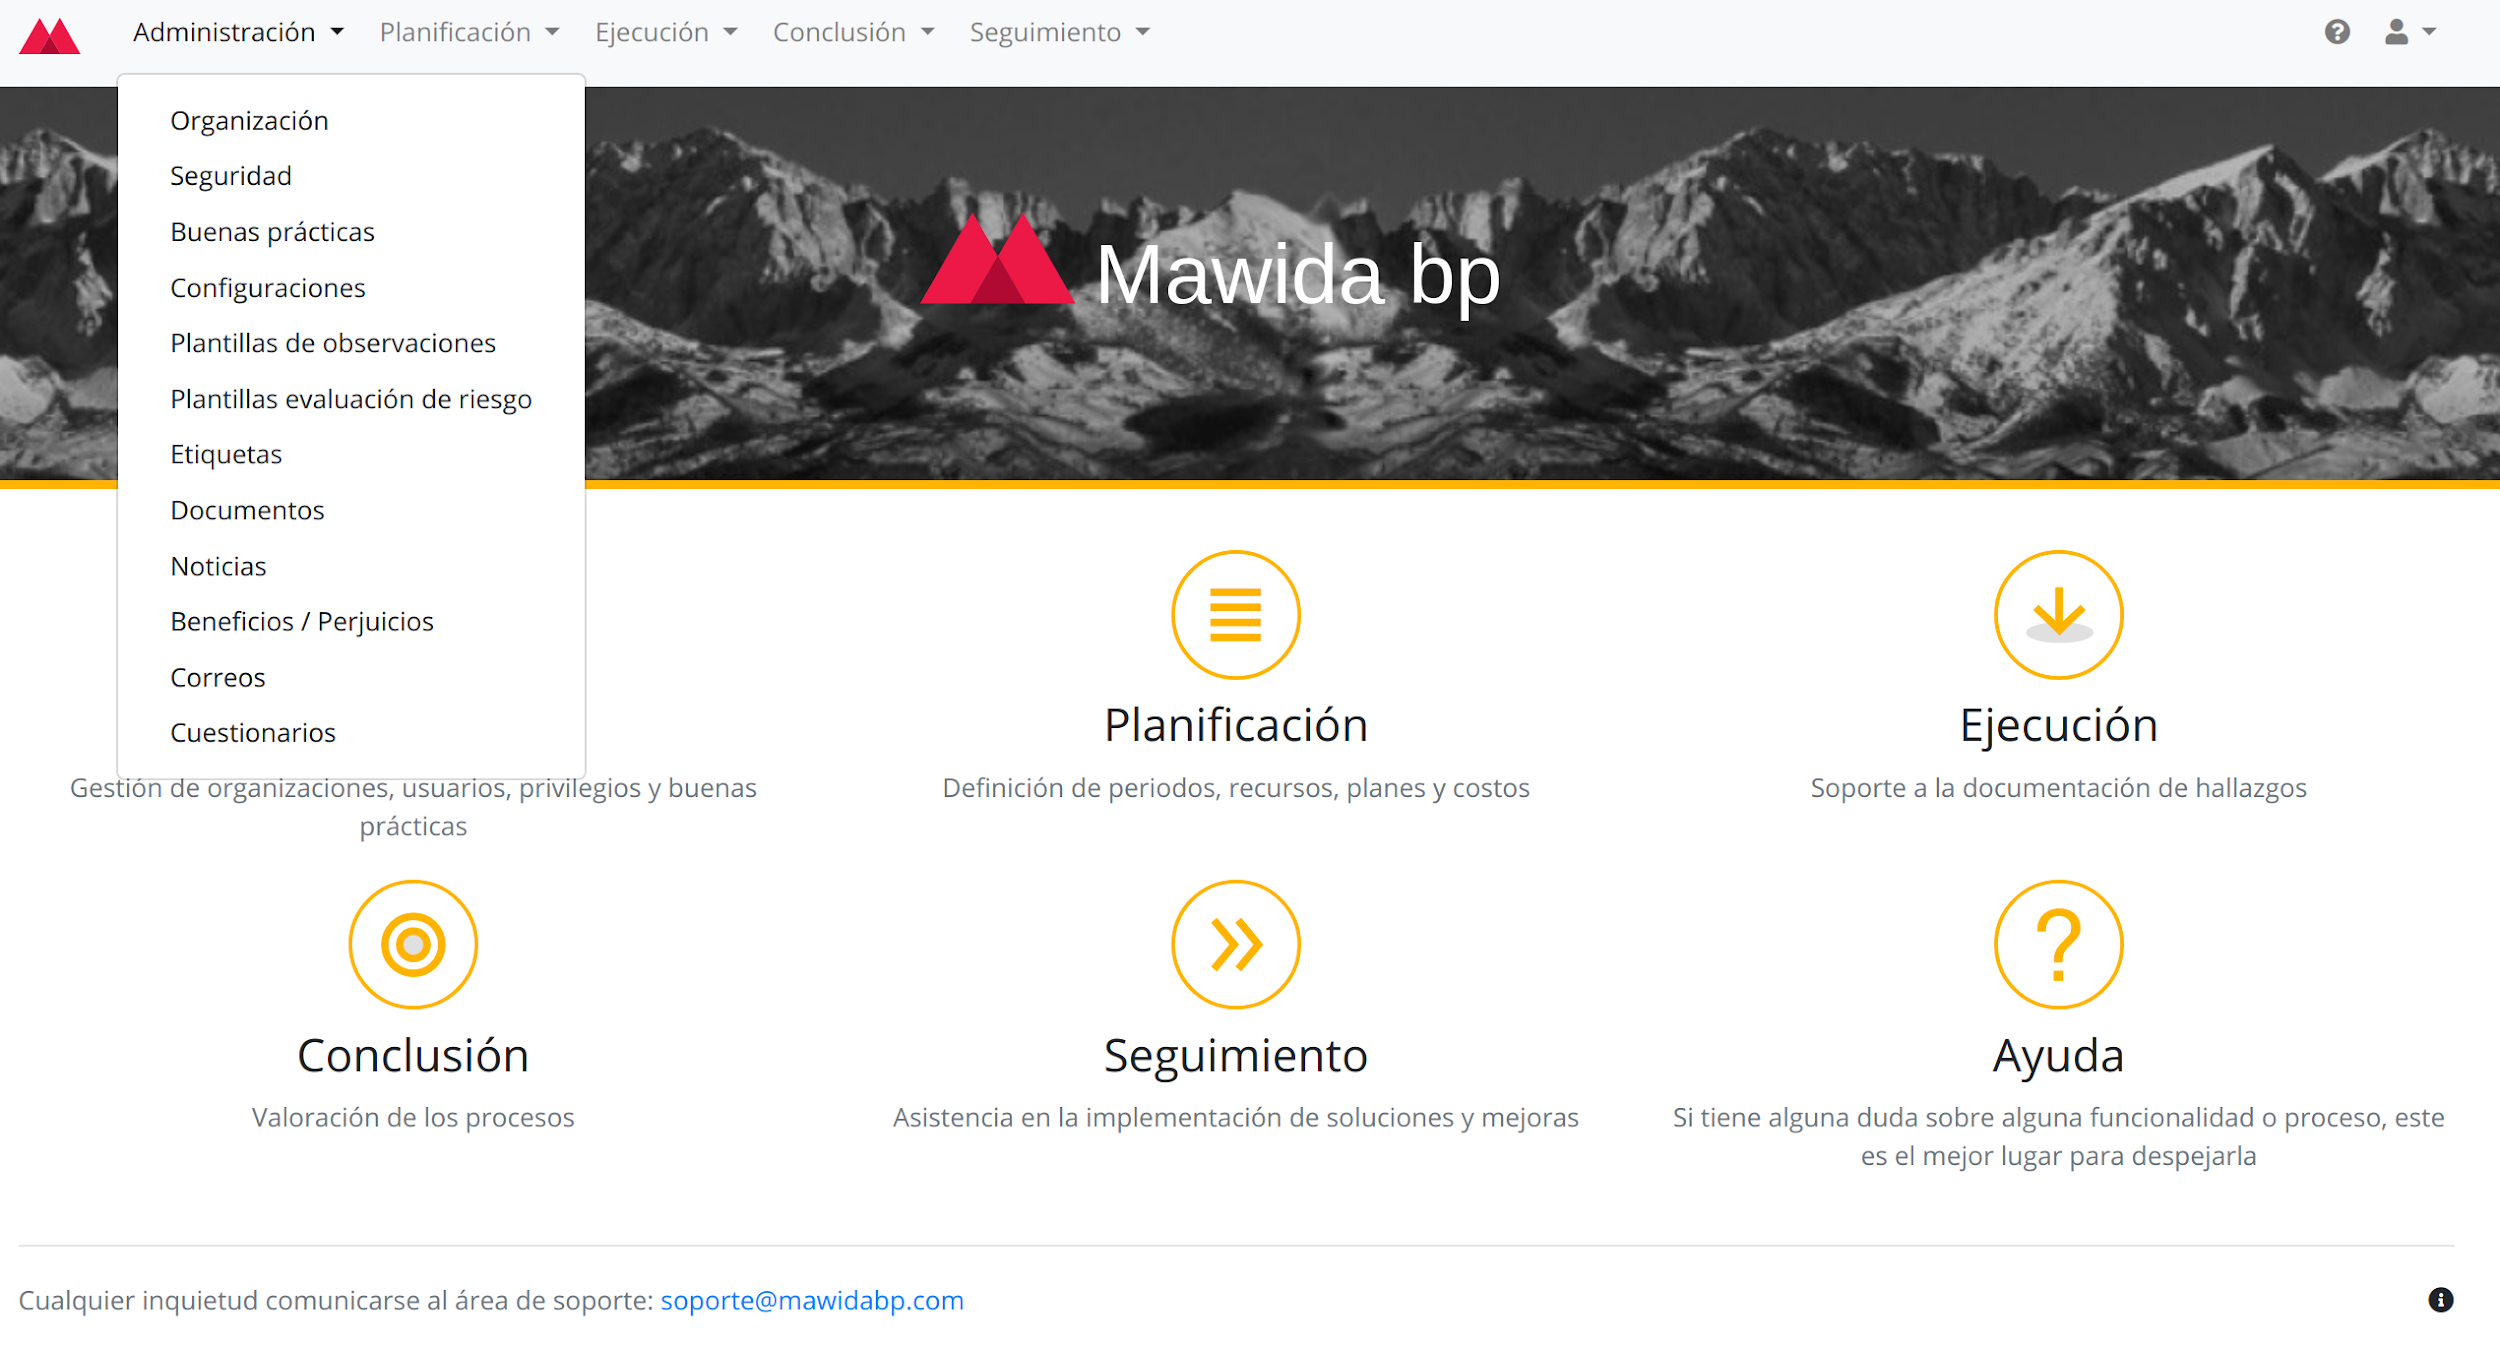 Administración Planificación Ejecución Conclusión Seguimiento
Organización
Seguridad
Buenas prácticas
Configuraciones
Plantillas de observaciones
Plantillas evaluación de riesgo
Etiquetas
Documentos
Noticias
Beneficios / Perjuicios
Correos
Cuestionarios
Mawida bp
Gestión de organizaciones, usuarios, privilegios y buenas
prácticas
Planificación
Definición de periodos, recursos, planes y costos
Ejecución
Soporte a la documentación de hallazgos
Conclusión
Valoración de los procesos
Seguimiento
Asistencia en la implementación de soluciones y mejoras
Ayuda
Si tiene alguna duda sobre alguna funcionalidad o proceso, este
es el mejor lugar para despejarla
Cualquier inquietud comunicarse al área de soporte: soporte@mawidabp.com